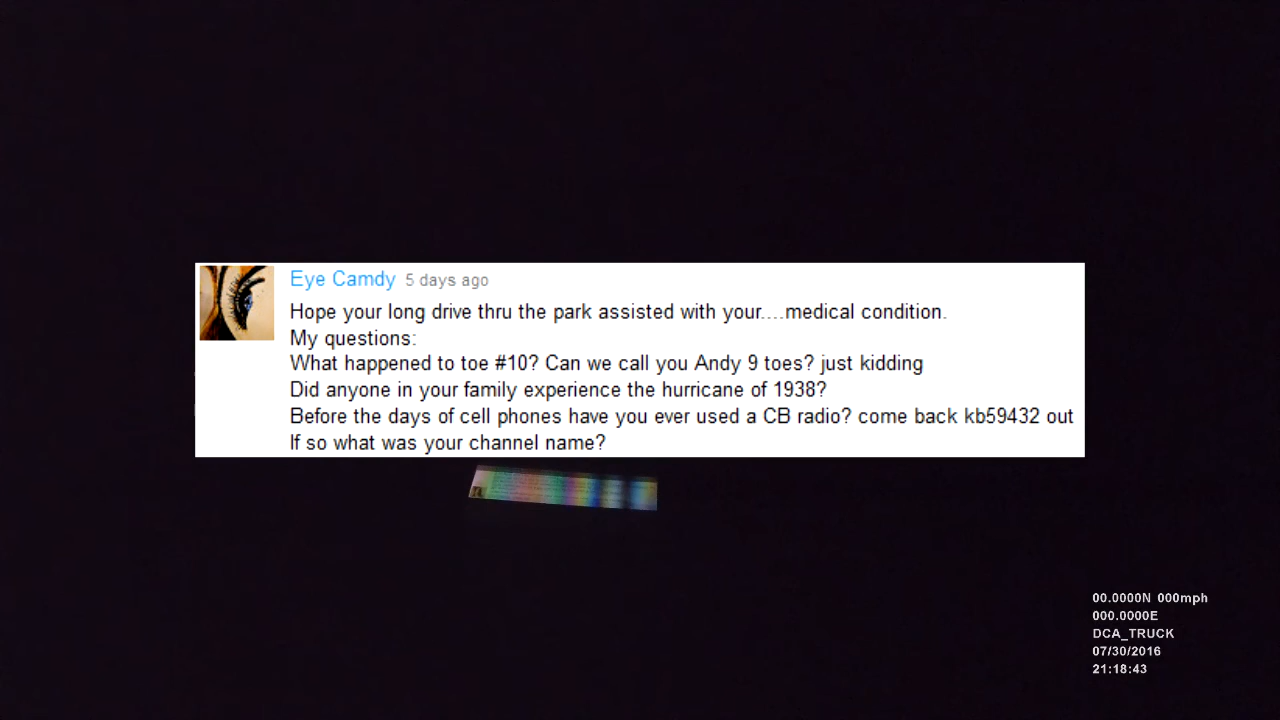 Eye Camdy 5 days ago
Hope your long drive thru the park assisted with your....medical condition.
My questions:
What happened to toe #10? Can we call you Andy 9 toes? just kidding
Did anyone in your family experience the hurricane of 1938?
Before the days of cell phones have you ever used a CB radio? come back kb59432 out
If so what was your channel name?
00.0000N 000mph
000.0000E
DCA_TRUCK
07/30/2016
21:18:43